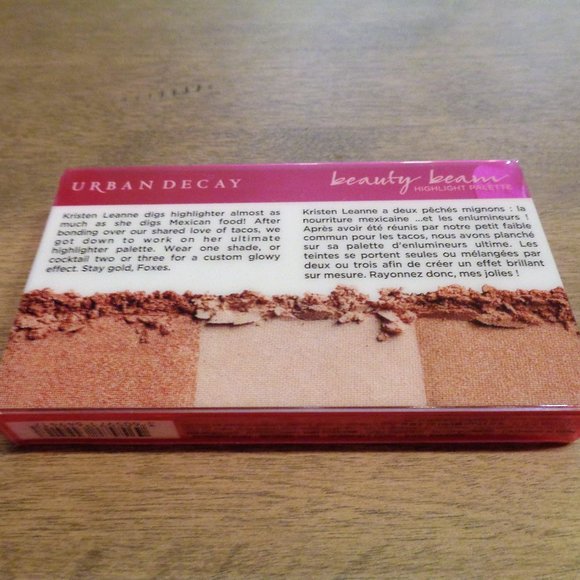 URBAN DECAY
beauty beam
HIGHLIGHT PALETTE
Kristen Leanne digs highlighter almost as
much as she digs Mexican food! After
bonding over our shared love of tacos, we
got down to work on her ultimate
highlighter palette. Wear one shade, or
cocktail two or three for a custom glowy
effect. Stay gold, Foxes.
Kristen Leanne a deux pêchés mignons : la
nourriture mexicaine ...et les enlumineurs !
Après avoir été réunis par notre petit faible
commun pour les tacos, nous avons planché
sur sa palette d'enlumineurs ultime. Les
teintes se portent seules ou mélangées par
deux ou trois afin de créer un effet brillant
sur mesure. Rayonnez donc, mes jolies !